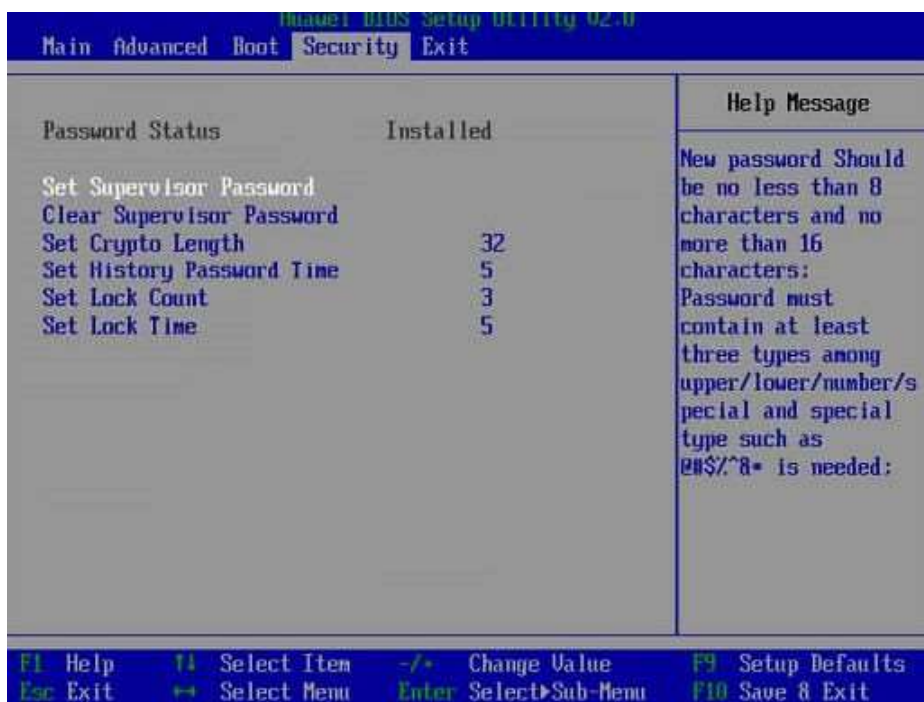 Huawei BIOS Setup Utility V2.0
Main Advanced Boot Security Exit
Password Status Installed
Set Supervisor Password
Clear Supervisor Password
Set Crypto Length 32
Set History Password Time 5
Set Lock Count 3
Set Lock Time 5
Help Message
New password Should
be no less than 8
characters and no
more than 16
characters:
Password must
contain at least
three types among
upper/lower/number/s
pecial and special
type such as
@#$%^&* is needed:
F1 Help ↑↓ Select Item -/+ Change Value F9 Setup Defaults
Esc Exit ↔ Select Menu Enter Select▶Sub-Menu F10 Save & Exit